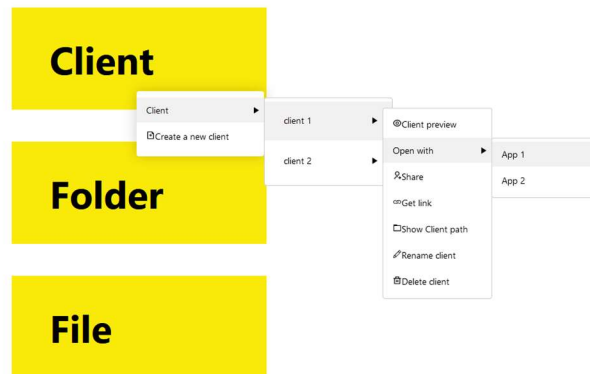 Client
Client
Create a new client
client 1
client 2
Client preview
Open with
Share
Get link
Show Client path
Rename client
Delete client
App 1
App 2
Folder
File